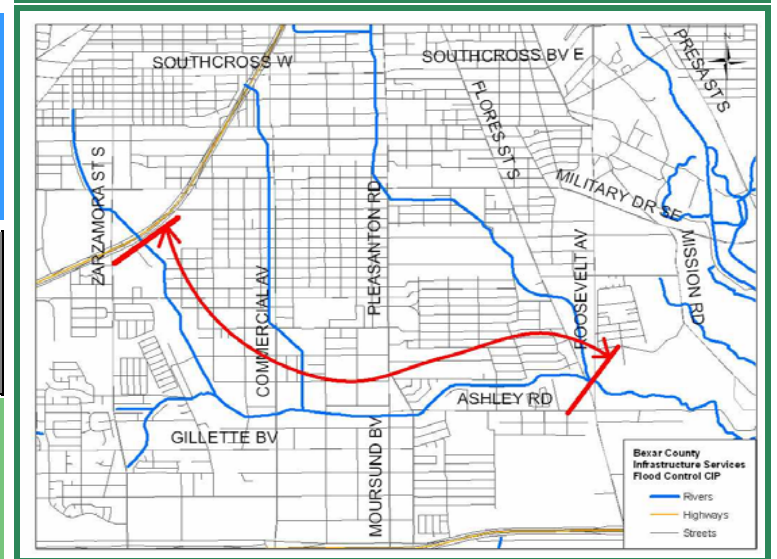 SOUTHCROSS W
SOUTHCROSS BV E
PRESA ST S
FLORES ST S
ZARZAMORA ST S
MILITARY DR SE
PLEASANTON RD
COMMERCIAL AV
ROOSEVELT AV
MISSION RD
ASHLEY RD
GILLETTE BV
MOURSUND BV
Bexar County
Infrastructure Services
Flood Control CIP
Rivers
Highways
Streets